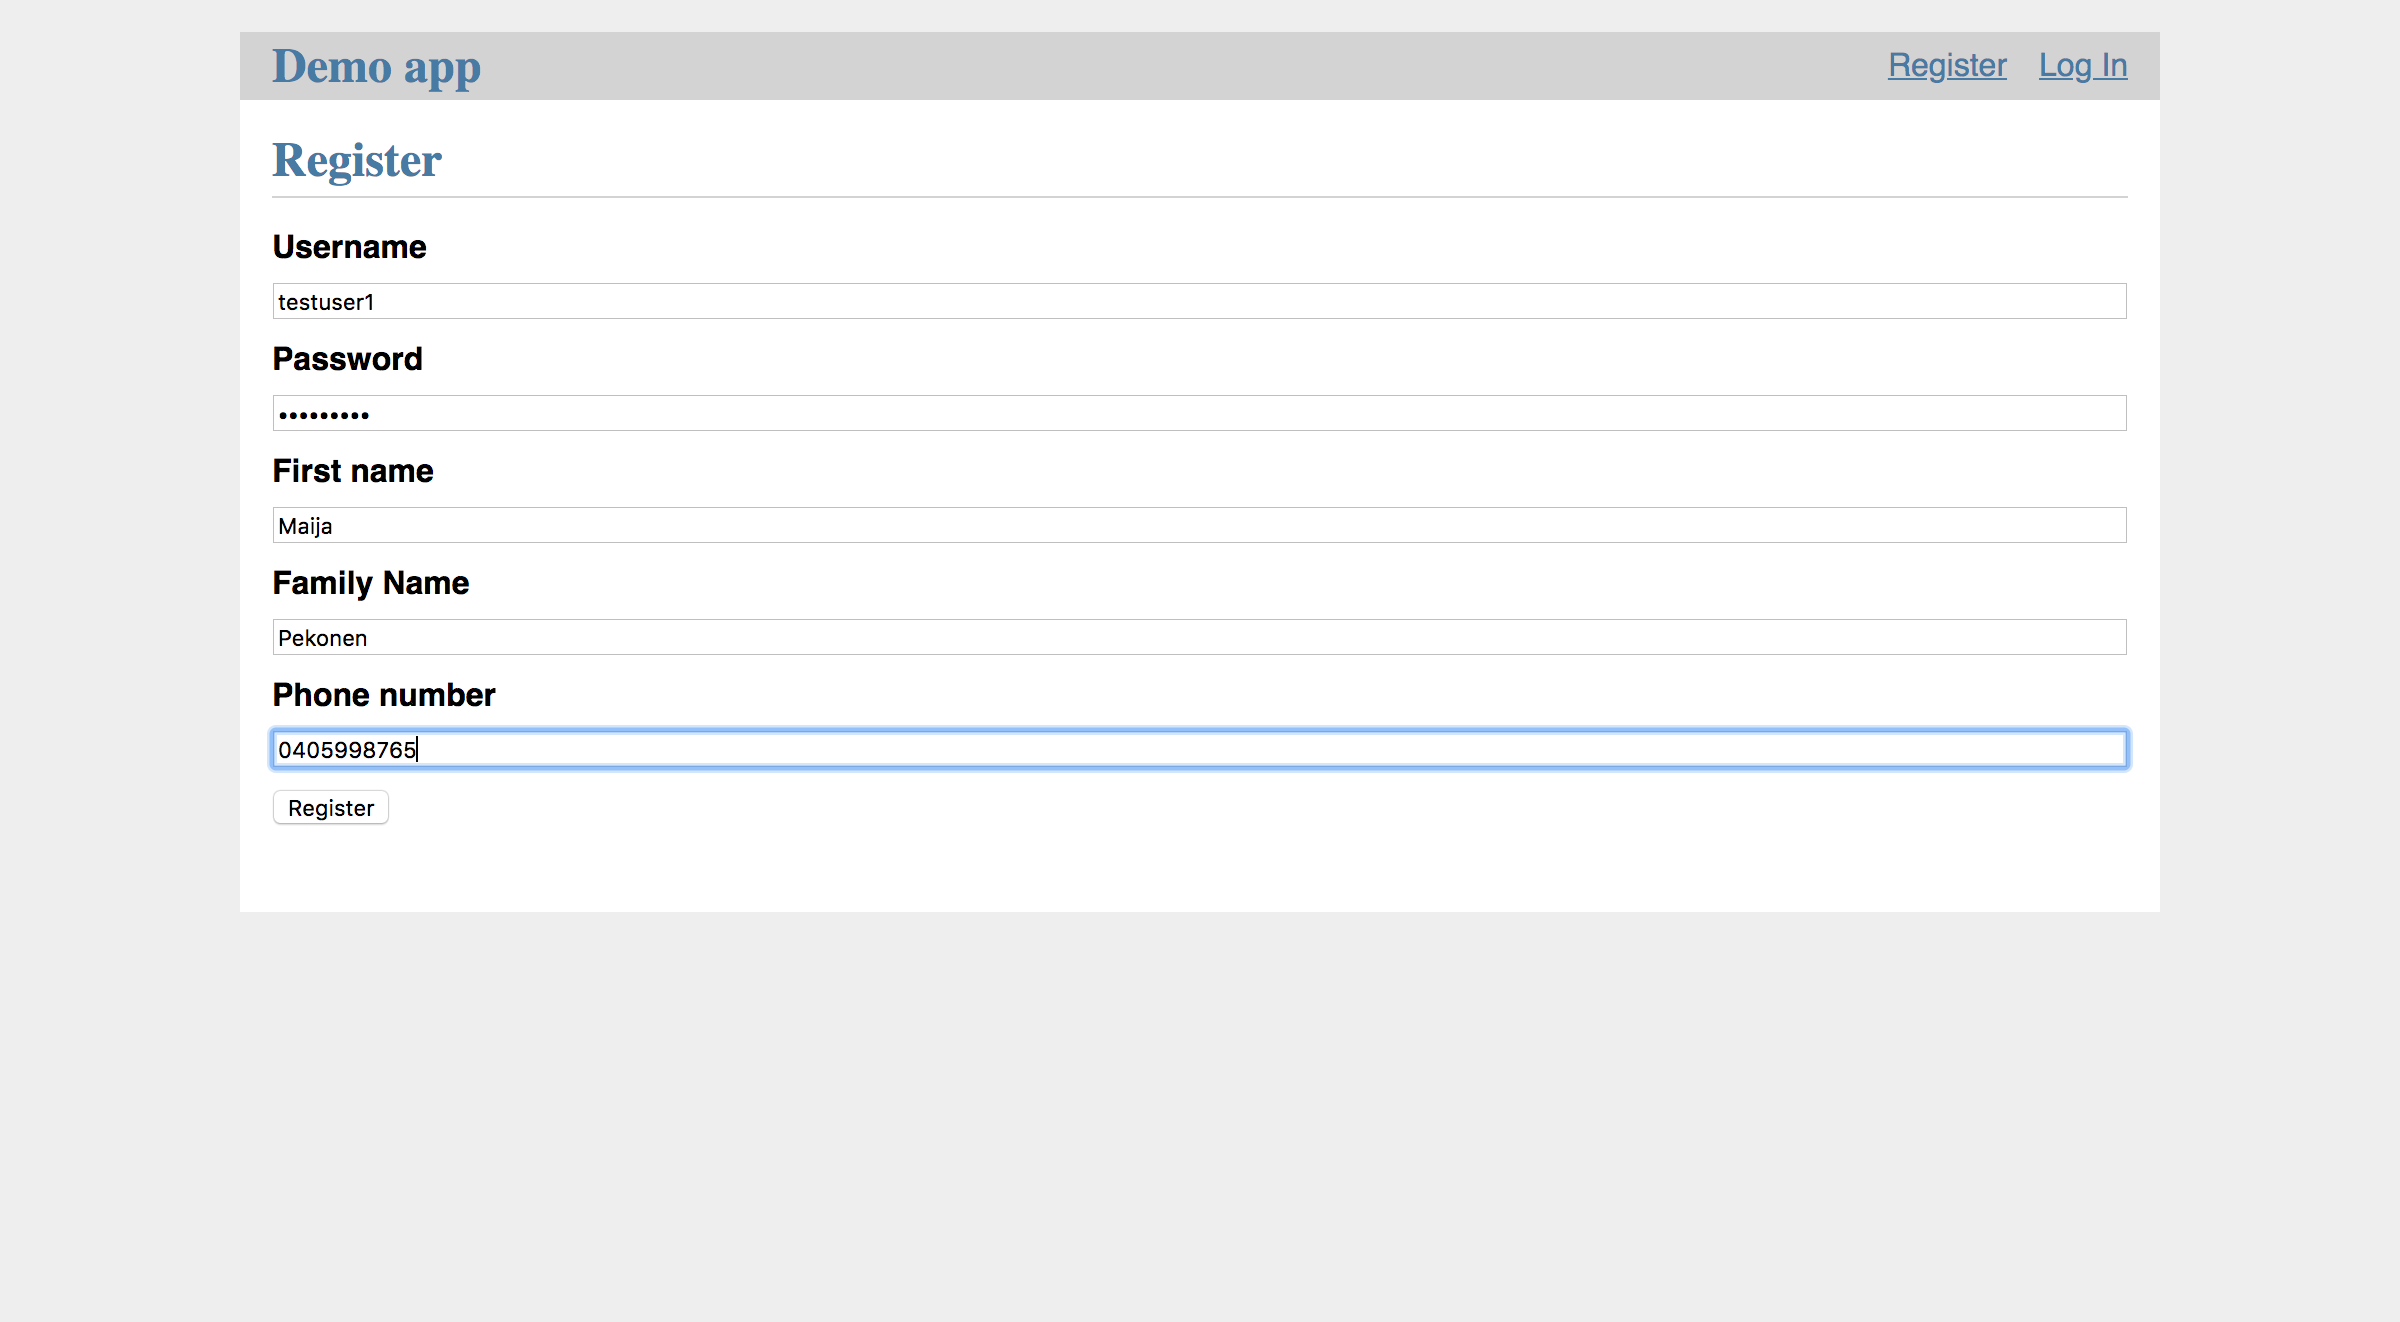 Demo app Register Log In
Register
Username
testuser1
Password
•••••••••
First name
Maija
Family Name
Pekonen
Phone number
0405998765
Register